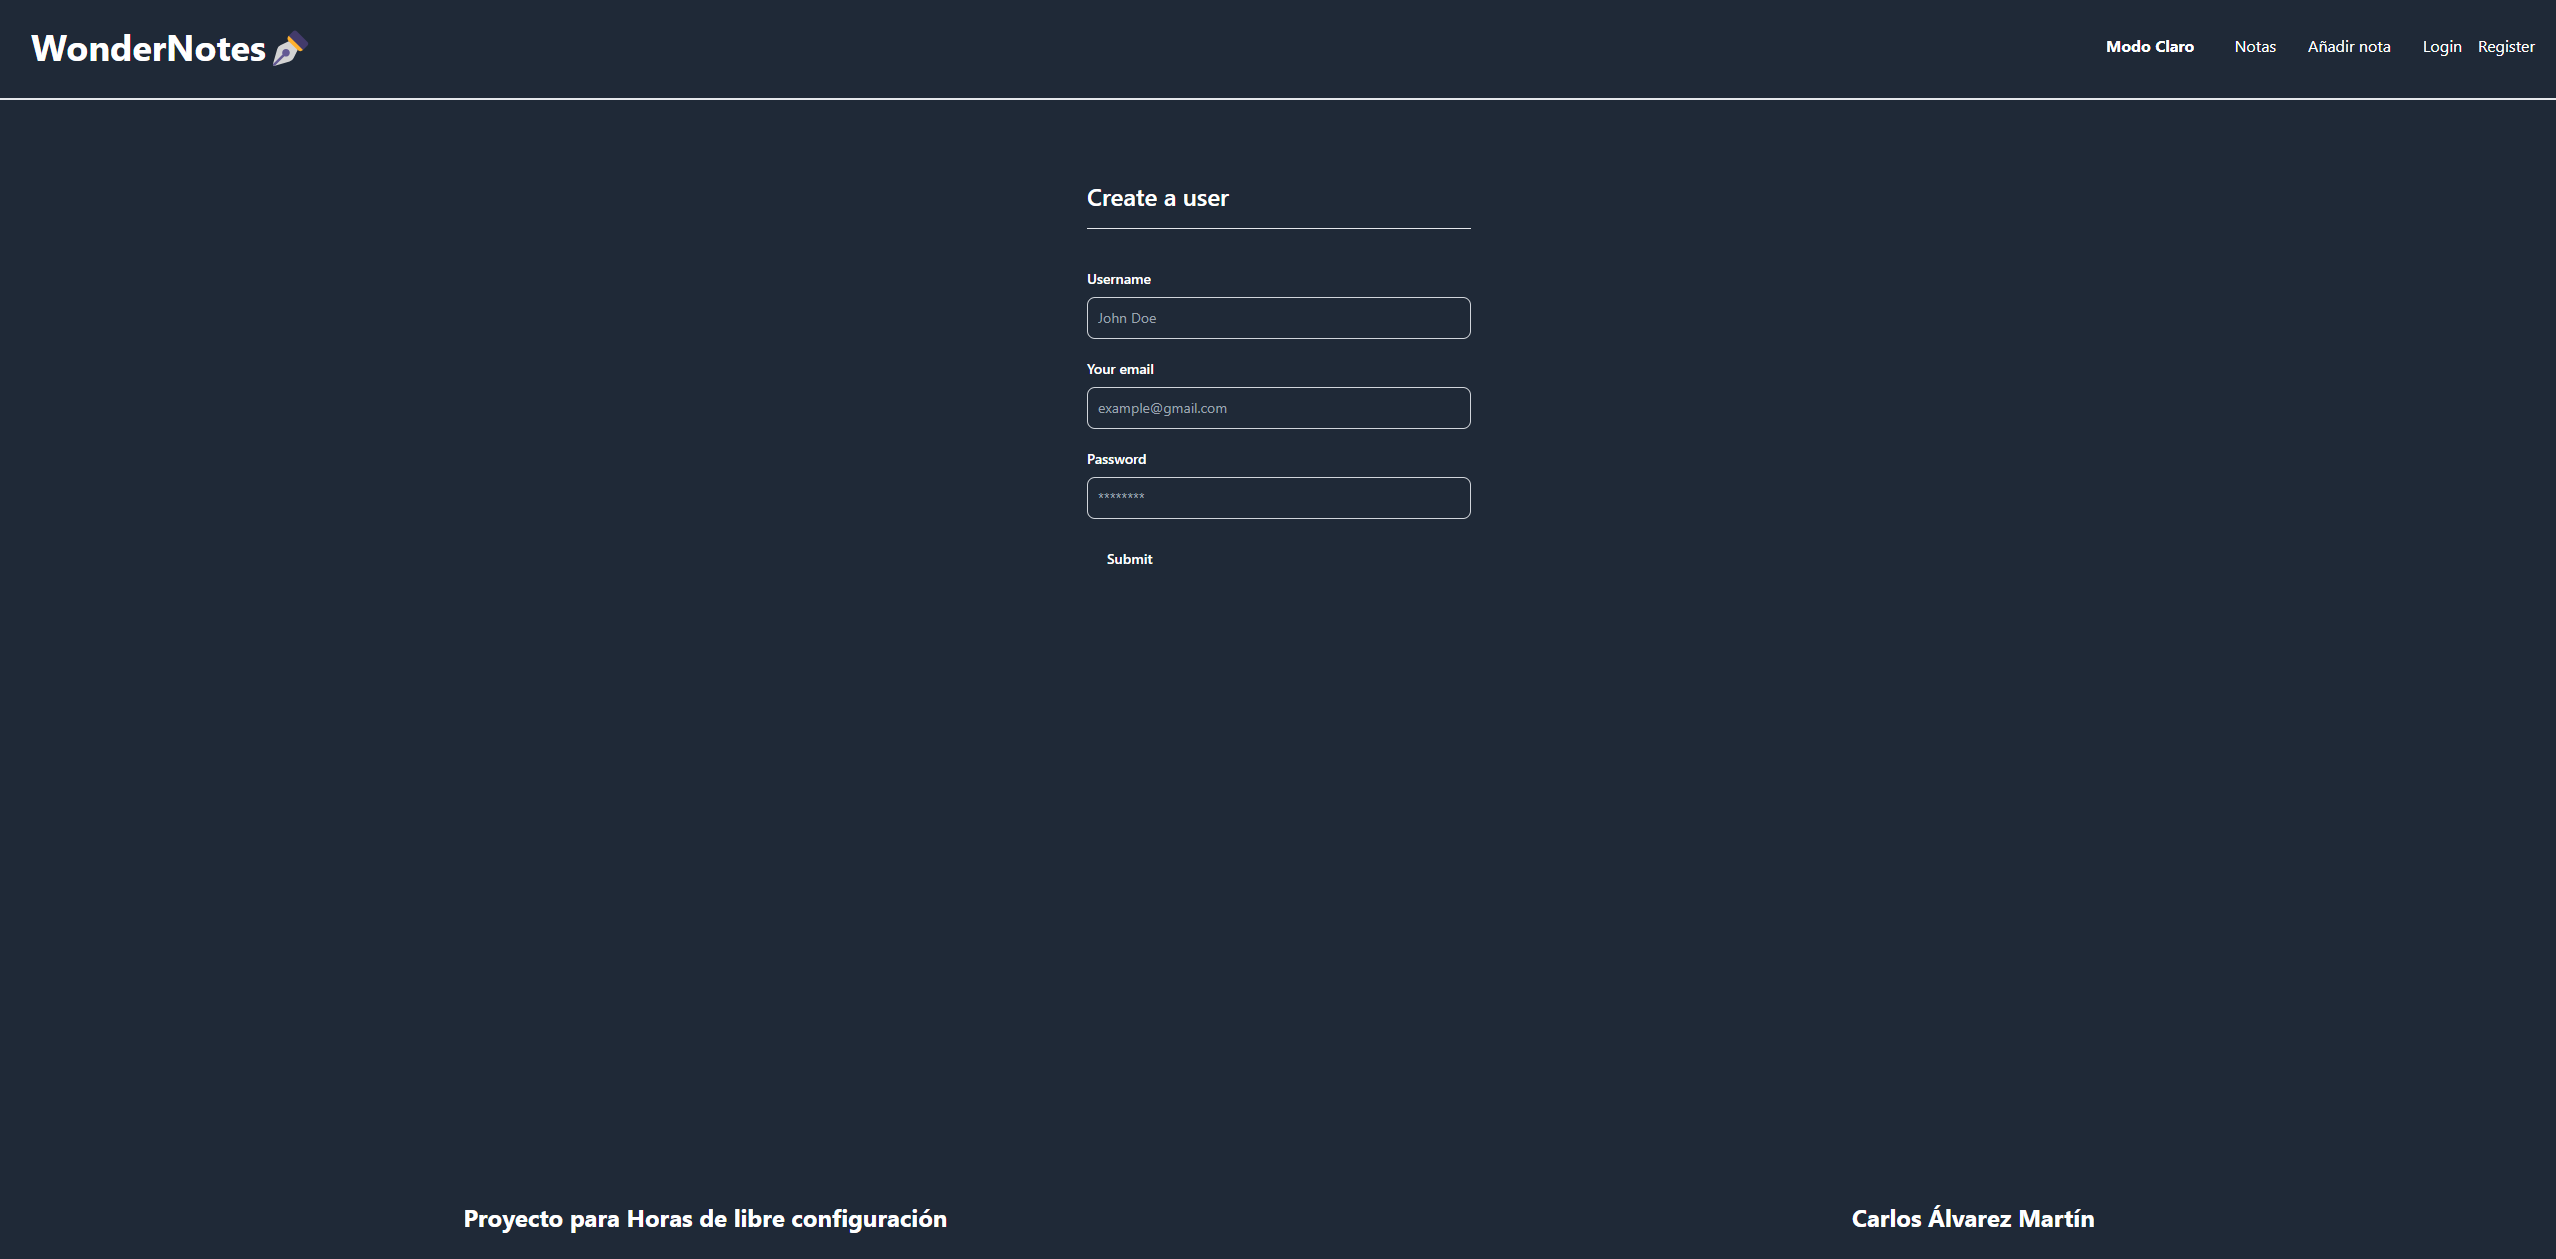 WonderNotes
Modo Claro Notas Añadir nota Login Register
Create a user
Username
John Doe
Your email
example@gmail.com
Password
********
Submit
Proyecto para Horas de libre configuración Carlos Álvarez Martín